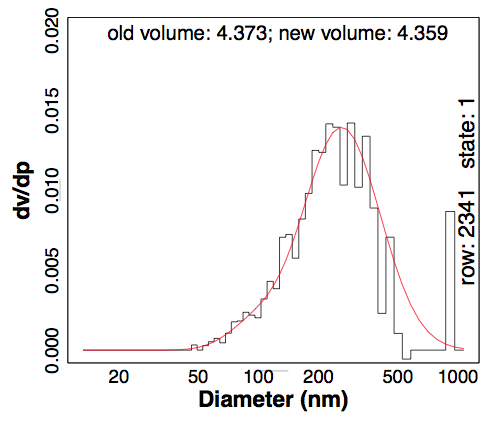 old volume: 4.373; new volume: 4.359
0.020
0.015
0.010
0.005
0.000
dv/dp
row: 2341 state: 1
20 50 100 200 500 1000
Diameter (nm)